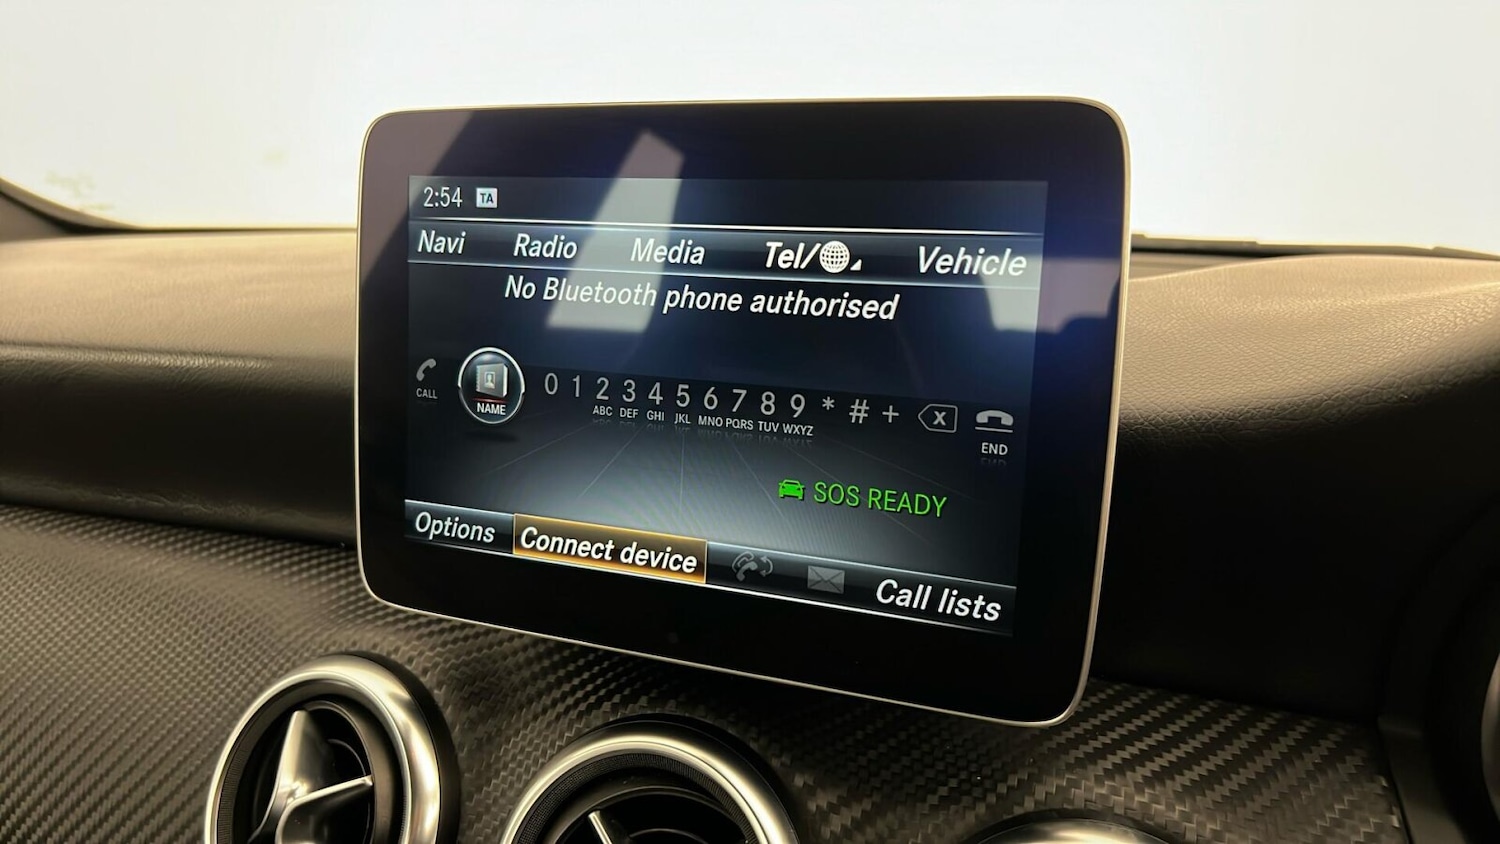 2:54 TA
Navi Radio Media Tel/ Vehicle
No Bluetooth phone authorised
CALL NAME 0 1 2 3 4 5 6 7 8 9 * # + X END
ABC DEF GHI JKL MNO PQRS TUV WXYZ
SOS READY
Options Connect device Call lists